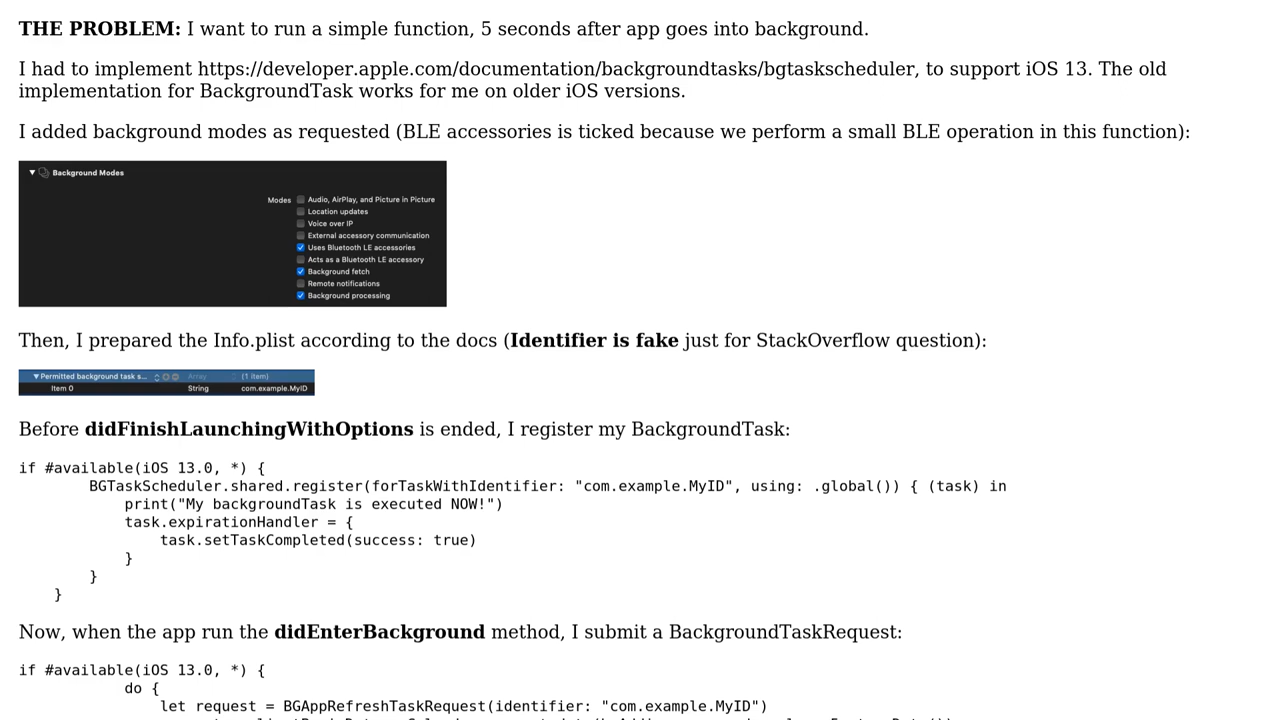 THE PROBLEM: I want to run a simple function, 5 seconds after app goes into background.
I had to implement https://developer.apple.com/documentation/backgroundtasks/bgtaskscheduler, to support iOS 13. The old
implementation for BackgroundTask works for me on older iOS versions.
I added background modes as requested (BLE accessories is ticked because we perform a small BLE operation in this function):
Background Modes
Modes Audio, AirPlay, and Picture in Picture
Location updates
Voice over IP
External accessory communication
Uses Bluetooth LE accessories
Acts as a Bluetooth LE accessory
Background fetch
Remote notifications
Background processing
Then, I prepared the Info.plist according to the docs (Identifier is fake just for StackOverflow question):
Permitted background task s... Array (1 item)
Item 0 String com.example.MyID
Before didFinishLaunchingWithOptions is ended, I register my BackgroundTask:
if #available(iOS 13.0, *) {
BGTaskScheduler.shared.register(forTaskWithIdentifier: "com.example.MyID", using: .global()) { (task) in
print("My backgroundTask is executed NOW!")
task.expirationHandler = {
task.setTaskCompleted(success: true)
}
}
}
Now, when the app run the didEnterBackground method, I submit a BackgroundTaskRequest:
if #available(iOS 13.0, *) {
do {
let request = BGAppRefreshTaskRequest(identifier: "com.example.MyID")